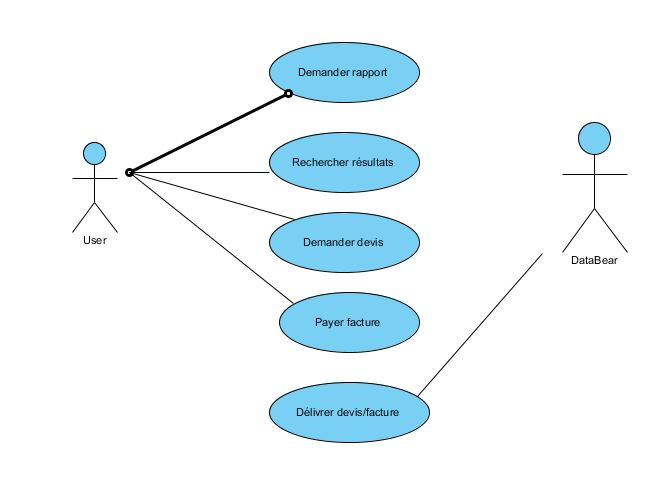 Demander rapport
Rechercher résultats
User
Demander devis
DataBear
Payer facture
Délivrer devis/facture